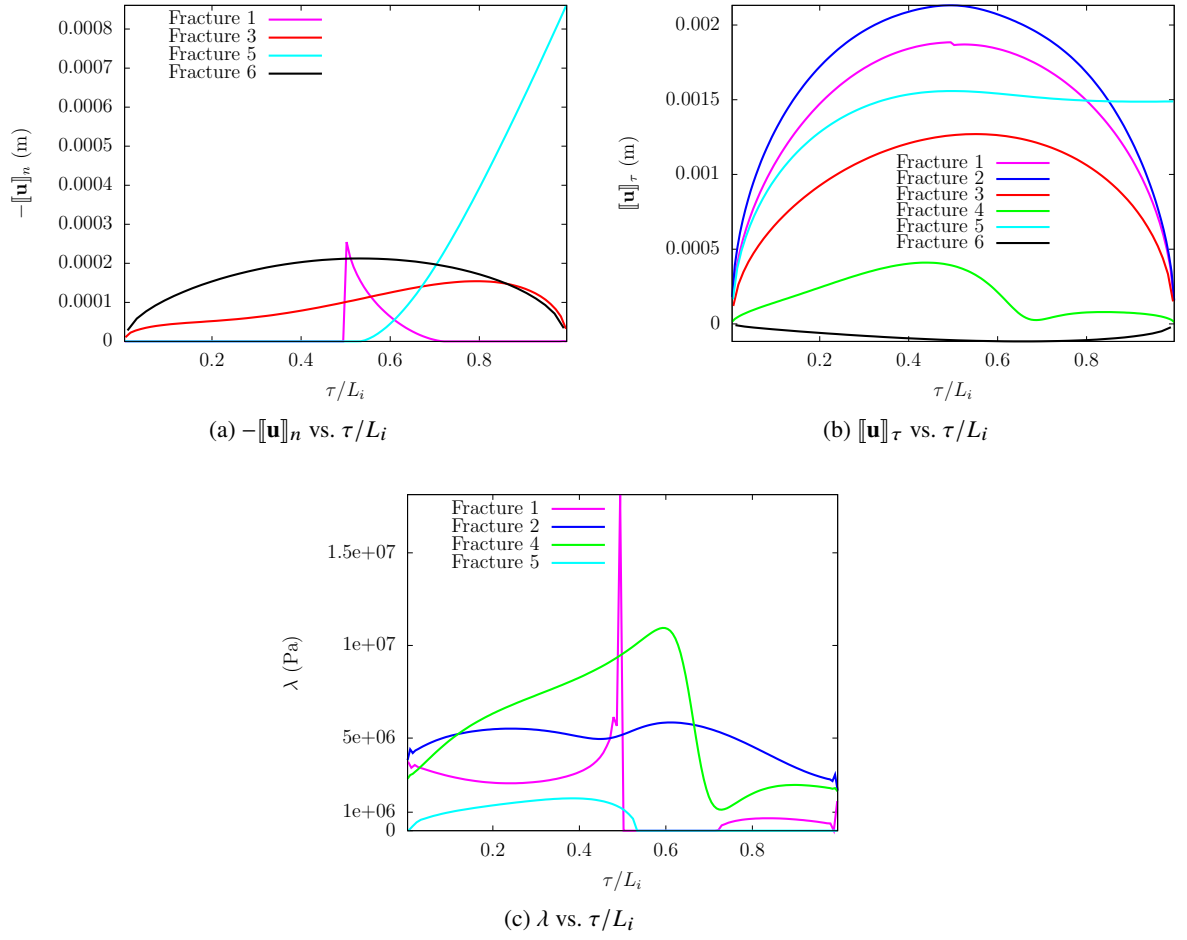 Fracture 1
Fracture 3
Fracture 5
Fracture 6
0.0008
0.0007
0.0006
0.0005
0.0004
0.0003
0.0002
0.0001
0
−⟦u⟧n (m)
0.2
0.4
0.6
0.8
τ/Li
(a) −⟦u⟧n vs. τ/Li
0.002
0.0015
0.001
0.0005
0
⟦u⟧τ (m)
Fracture 1
Fracture 2
Fracture 3
Fracture 4
Fracture 5
Fracture 6
0.2
0.4
0.6
0.8
τ/Li
(b) ⟦u⟧τ vs. τ/Li
Fracture 1
Fracture 2
Fracture 4
Fracture 5
1.5e+07
1e+07
5e+06
1e+06
0
λ (Pa)
0.2
0.4
0.6
0.8
τ/Li
(c) λ vs. τ/Li